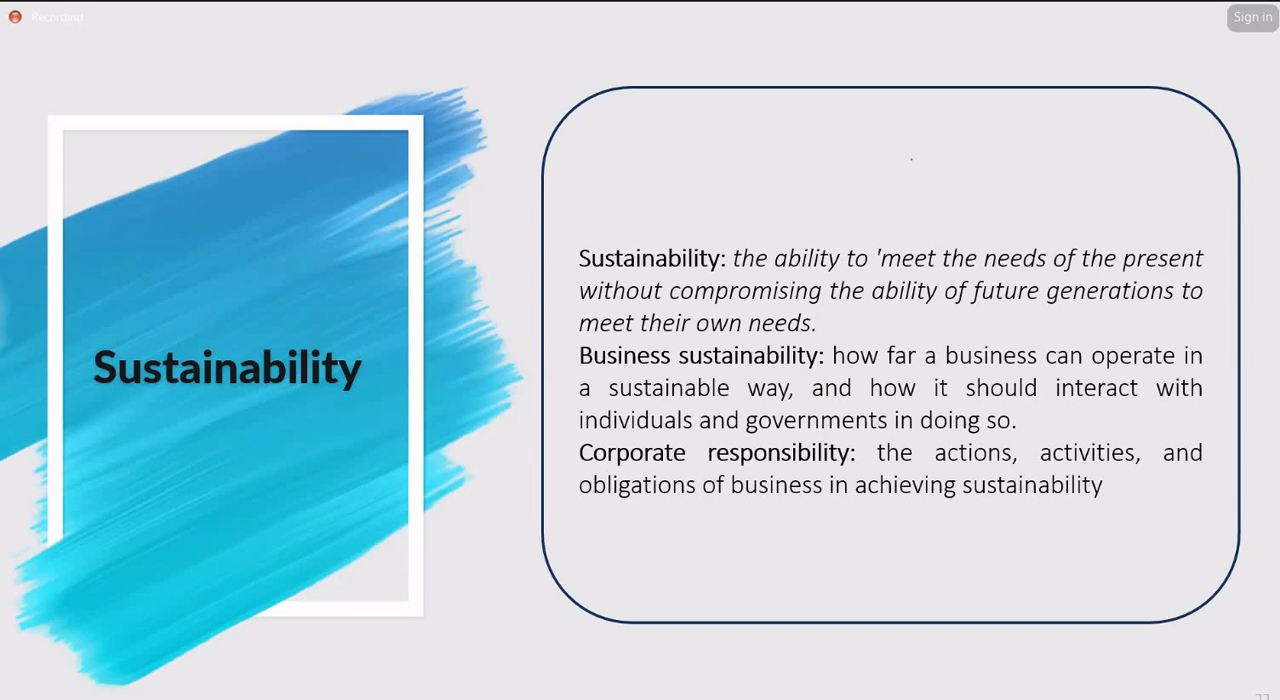 Recording
Sign in
Sustainability
Sustainability: the ability to 'meet the needs of the present
without compromising the ability of future generations to
meet their own needs.
Business sustainability: how far a business can operate in
a sustainable way, and how it should interact with
individuals and governments in doing so.
Corporate responsibility: the actions, activities, and
obligations of business in achieving sustainability